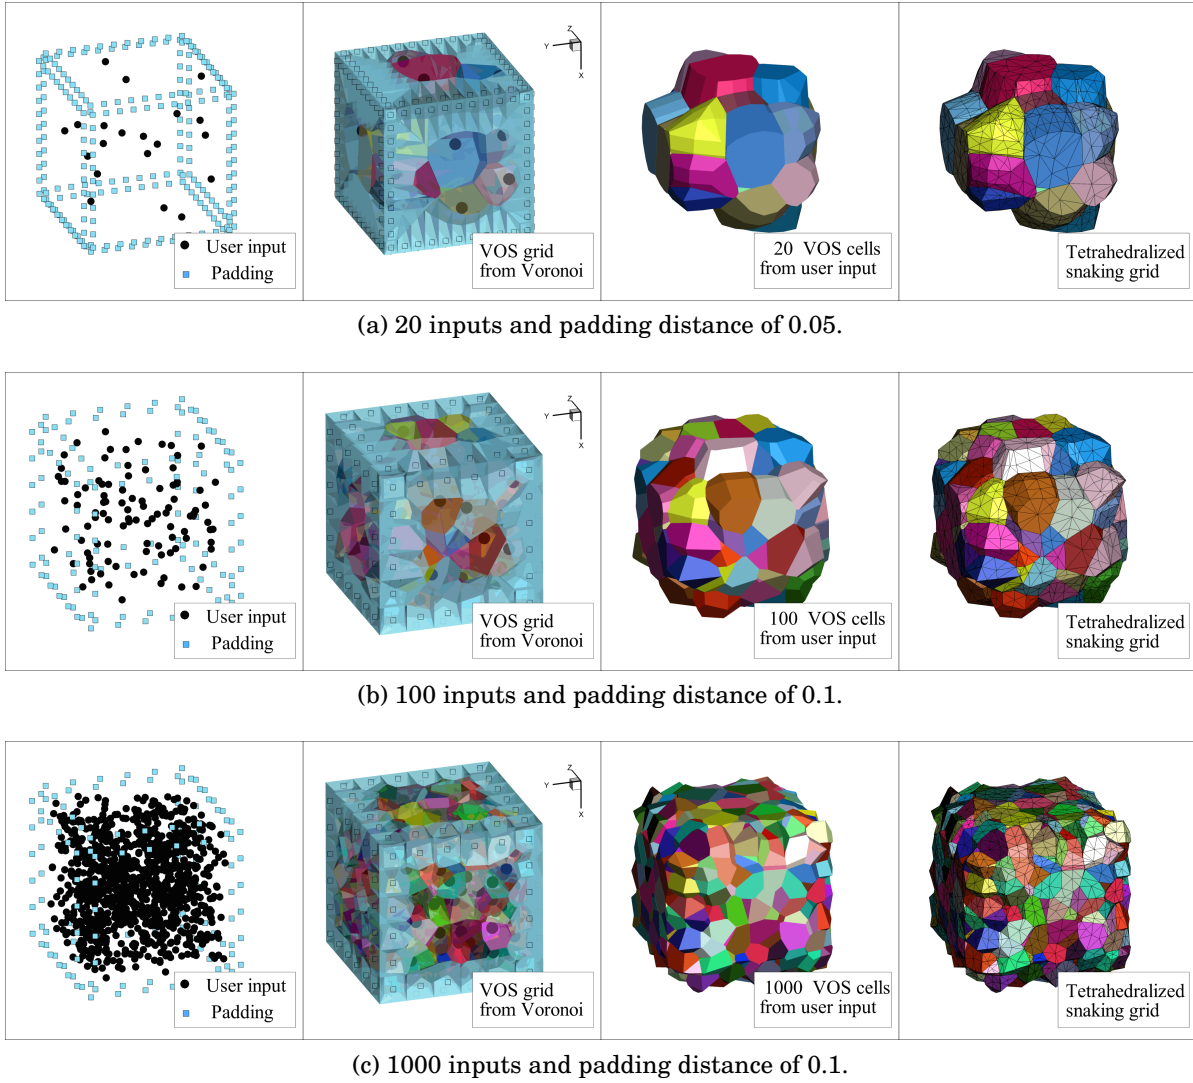 Z
Y
X
User input
Padding
VOS grid
from Voronoi
20 VOS cells
from user input
Tetrahedralized
snaking grid
(a) 20 inputs and padding distance of 0.05.
Z
Y
X
User input
Padding
VOS grid
from Voronoi
100 VOS cells
from user input
Tetrahedralized
snaking grid
(b) 100 inputs and padding distance of 0.1.
Z
Y
X
User input
Padding
VOS grid
from Voronoi
1000 VOS cells
from user input
Tetrahedralized
snaking grid
(c) 1000 inputs and padding distance of 0.1.